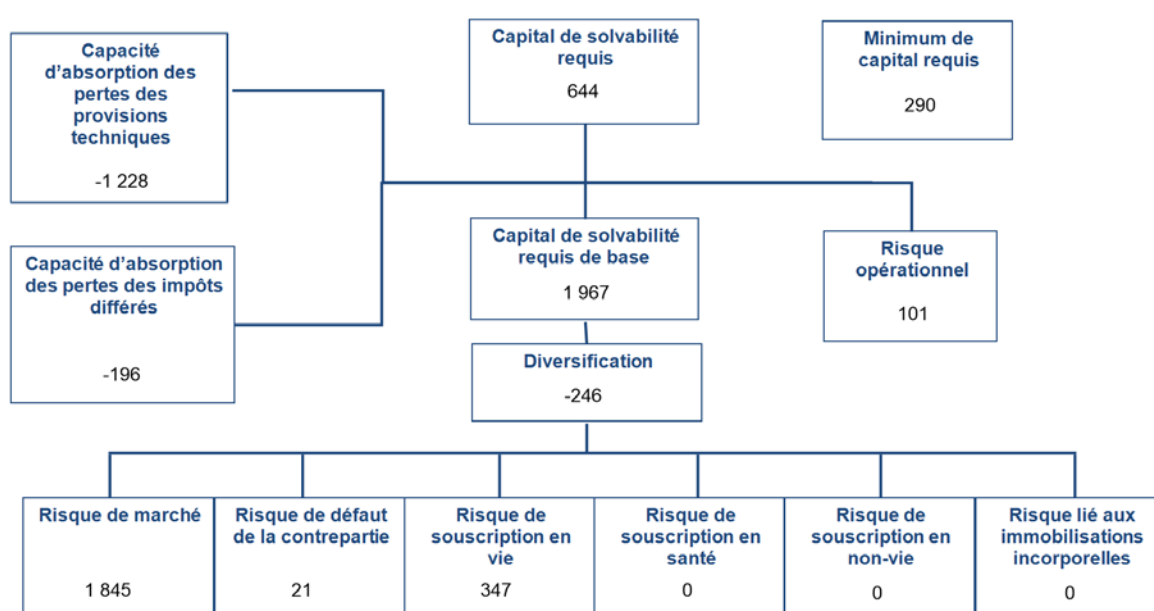 Capacité
d'absorption des
pertes des
provisions
techniques
-1 228
Capital de solvabilité
requis
644
Minimum de
capital requis
290
Capacité d'absorption
des pertes des impôts
différés
-196
Capital de solvabilité
requis de base
1 967
Risque
opérationnel
101
Diversification
-246
Risque de marché
1 845
Risque de défaut
de la contrepartie
21
Risque de
souscription en
vie
347
Risque de
souscription en
santé
0
Risque de
souscription en
non-vie
0
Risque lié aux
immobilisations
incorporelles
0